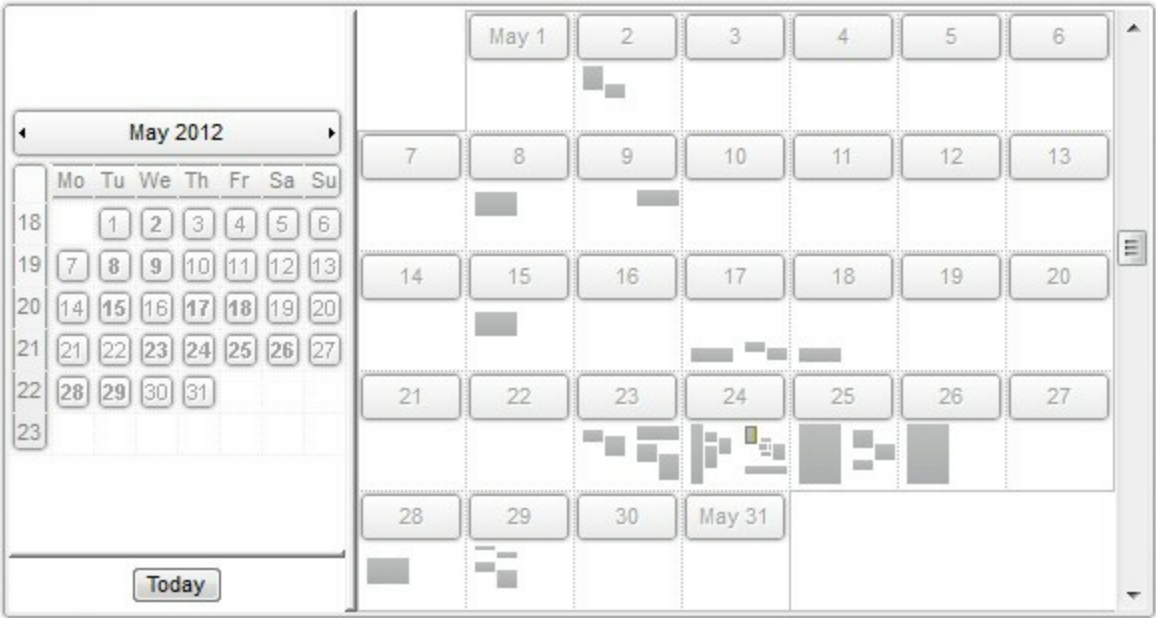 May 2012
Mo Tu We Th Fr Sa Su
18 1 2 3 4 5 6
19 7 8 9 10 11 12 13
20 14 15 16 17 18 19 20
21 21 22 23 24 25 26 27
22 28 29 30 31
23
Today
May 1 2 3 4 5 6
7 8 9 10 11 12 13
14 15 16 17 18 19 20
21 22 23 24 25 26 27
28 29 30 May 31